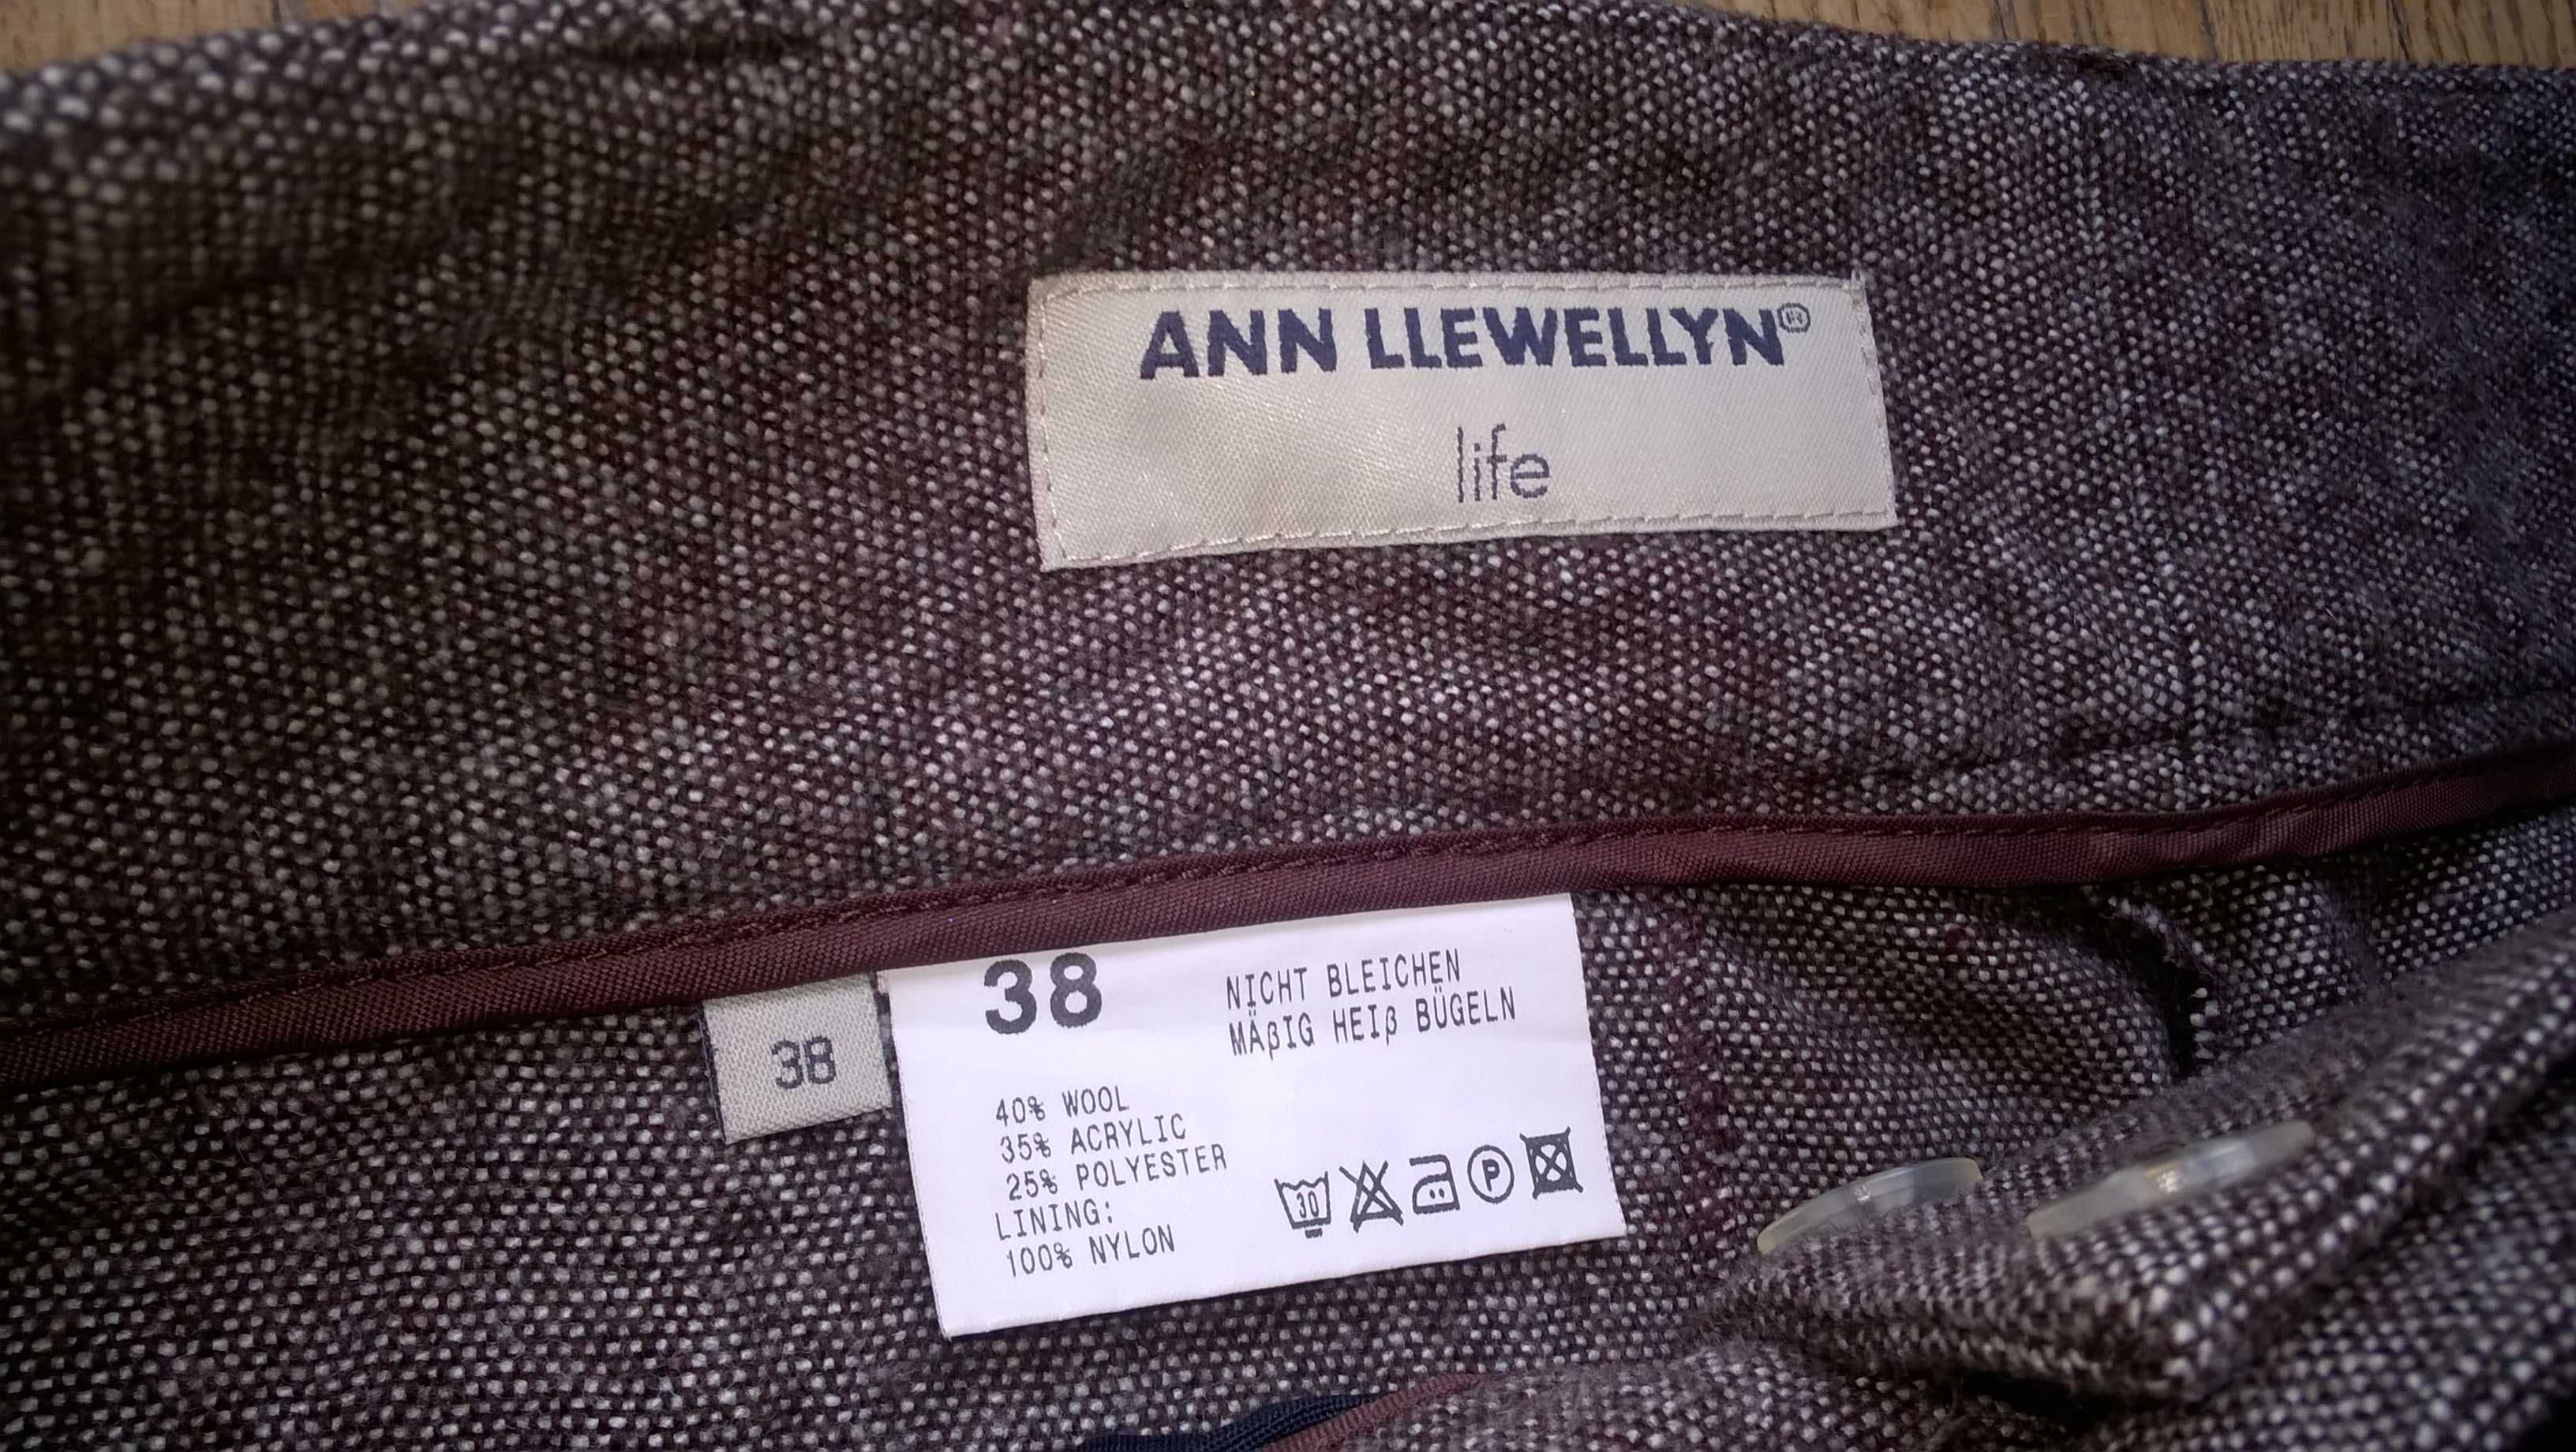 ANN LLEWELLYN®
life
38
38
NICHT BLEICHEN
MÄßIG HEIß BÜGELN
40% WOOL
35% ACRYLIC
25% POLYESTER
LINING:
100% NYLON
30
P